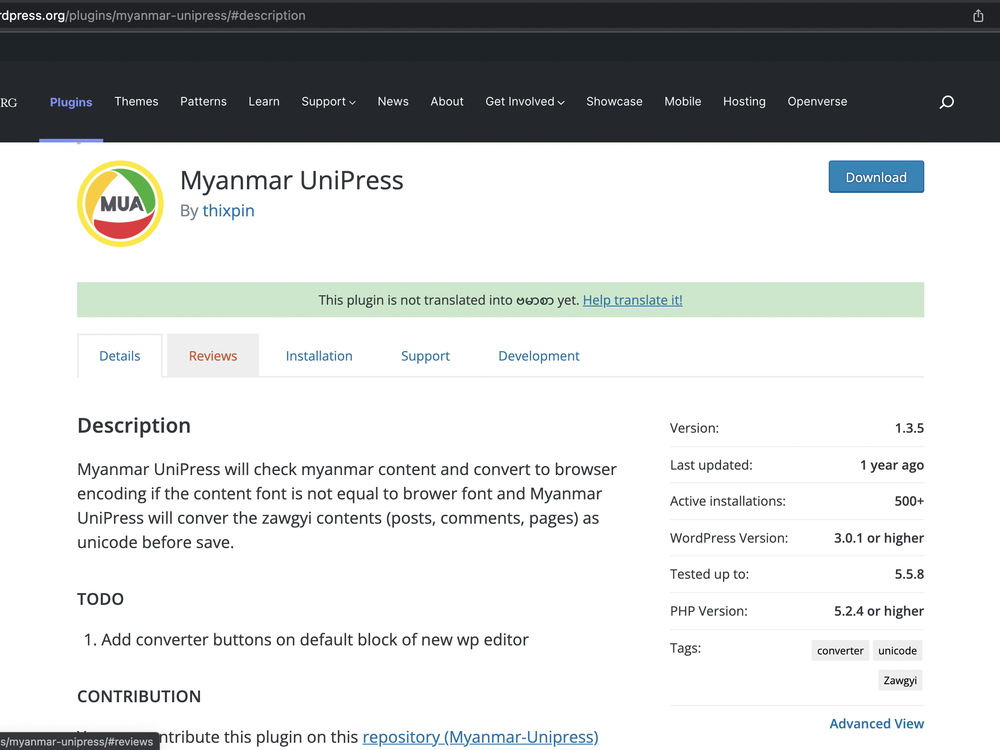 rdpress.org/plugins/myanmar-unipress/#description
RG Plugins Themes Patterns Learn Support News About Get Involved Showcase Mobile Hosting Openverse
MUA
Myanmar UniPress
Download
By thixpin
This plugin is not translated into ဗမာစာ yet. Help translate it!
Details Reviews Installation Support Development
Description
Myanmar UniPress will check myanmar content and convert to browser
encoding if the content font is not equal to brower font and Myanmar
UniPress will conver the zawgyi contents (posts, comments, pages) as
unicode before save.
TODO
1. Add converter buttons on default block of new wp editor
CONTRIBUTION
ntribute this plugin on this repository (Myanmar-Unipress)
Version: 1.3.5
Last updated: 1 year ago
Active installations: 500+
WordPress Version: 3.0.1 or higher
Tested up to: 5.5.8
PHP Version: 5.2.4 or higher
Tags: converter unicode
Zawgyi
Advanced View
s/myanmar-unipress/#reviews